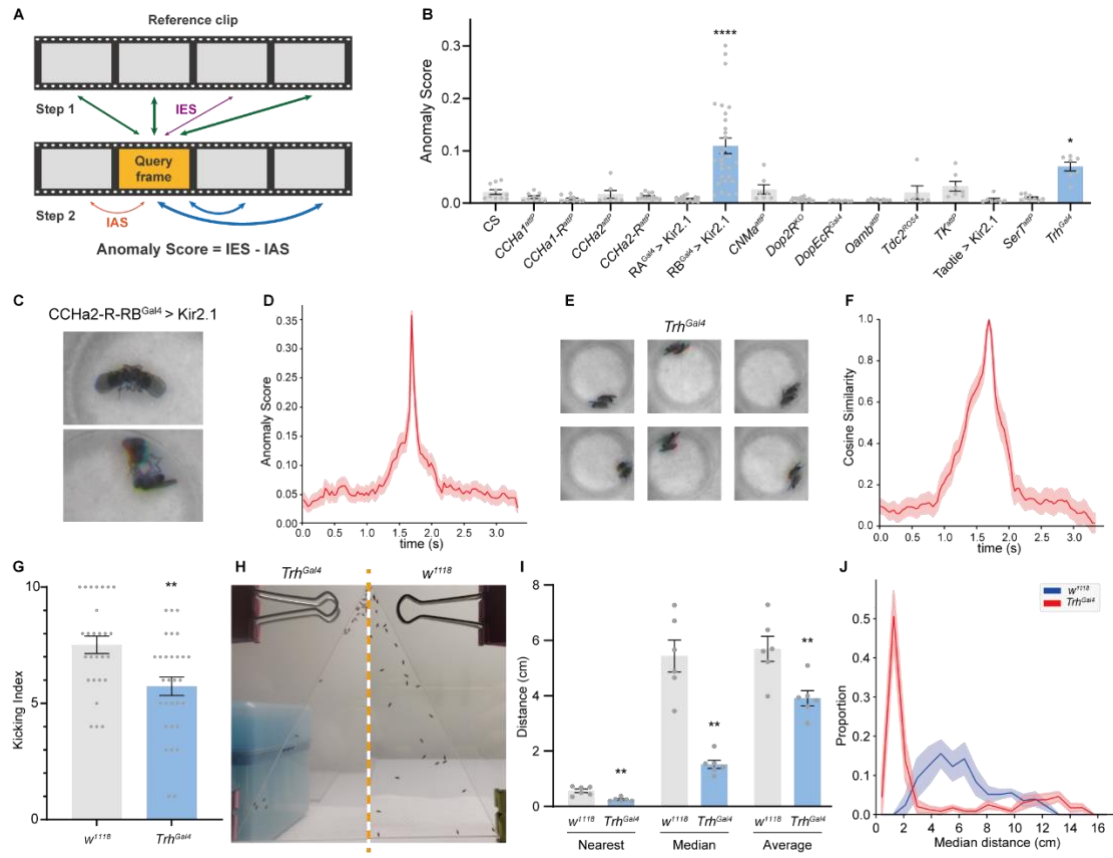 A
Reference clip
Step 1
IES
Query
frame
Step 2
IAS
Anomaly Score = IES - IAS
B
Anomaly Score
0.3
0.2
0.1
0.0
****
*
CS
CCHa1attP
CCHa1-RattP
CCHa2attP
CCHa2-RattP
RAGal4 > Kir2.1
RBGal4 > Kir2.1
CNMaattP
Dop2RKO
DopEcRGal4
OambattP
Tdc2RO54
TKattP
Taotie > Kir2.1
Ser7attP
TrhGal4
C
CCHa2-R-RBGal4 > Kir2.1
D
Anomaly Score
0.35
0.30
0.25
0.20
0.15
0.10
0.05
0.00
0.0 0.5 1.0 1.5 2.0 2.5 3.0
time (s)
E
TrhGal4
F
Cosine Similarity
1.0
0.8
0.6
0.4
0.2
0.0
0.0 0.5 1.0 1.5 2.0 2.5 3.0
time (s)
G
Kicking Index
10
5
0
**
w1118
TrhGal4
H
TrhGal4
w1118
I
Distance (cm)
8
6
4
2
0
** ** **
w1118 TrhGal4 w1118 TrhGal4 w1118 TrhGal4
Nearest Median Average
J
w1118
TrhGal4
Proportion
0.5
0.4
0.3
0.2
0.1
0.0
0 2 4 6 8 10 12 14 16
Median distance (cm)